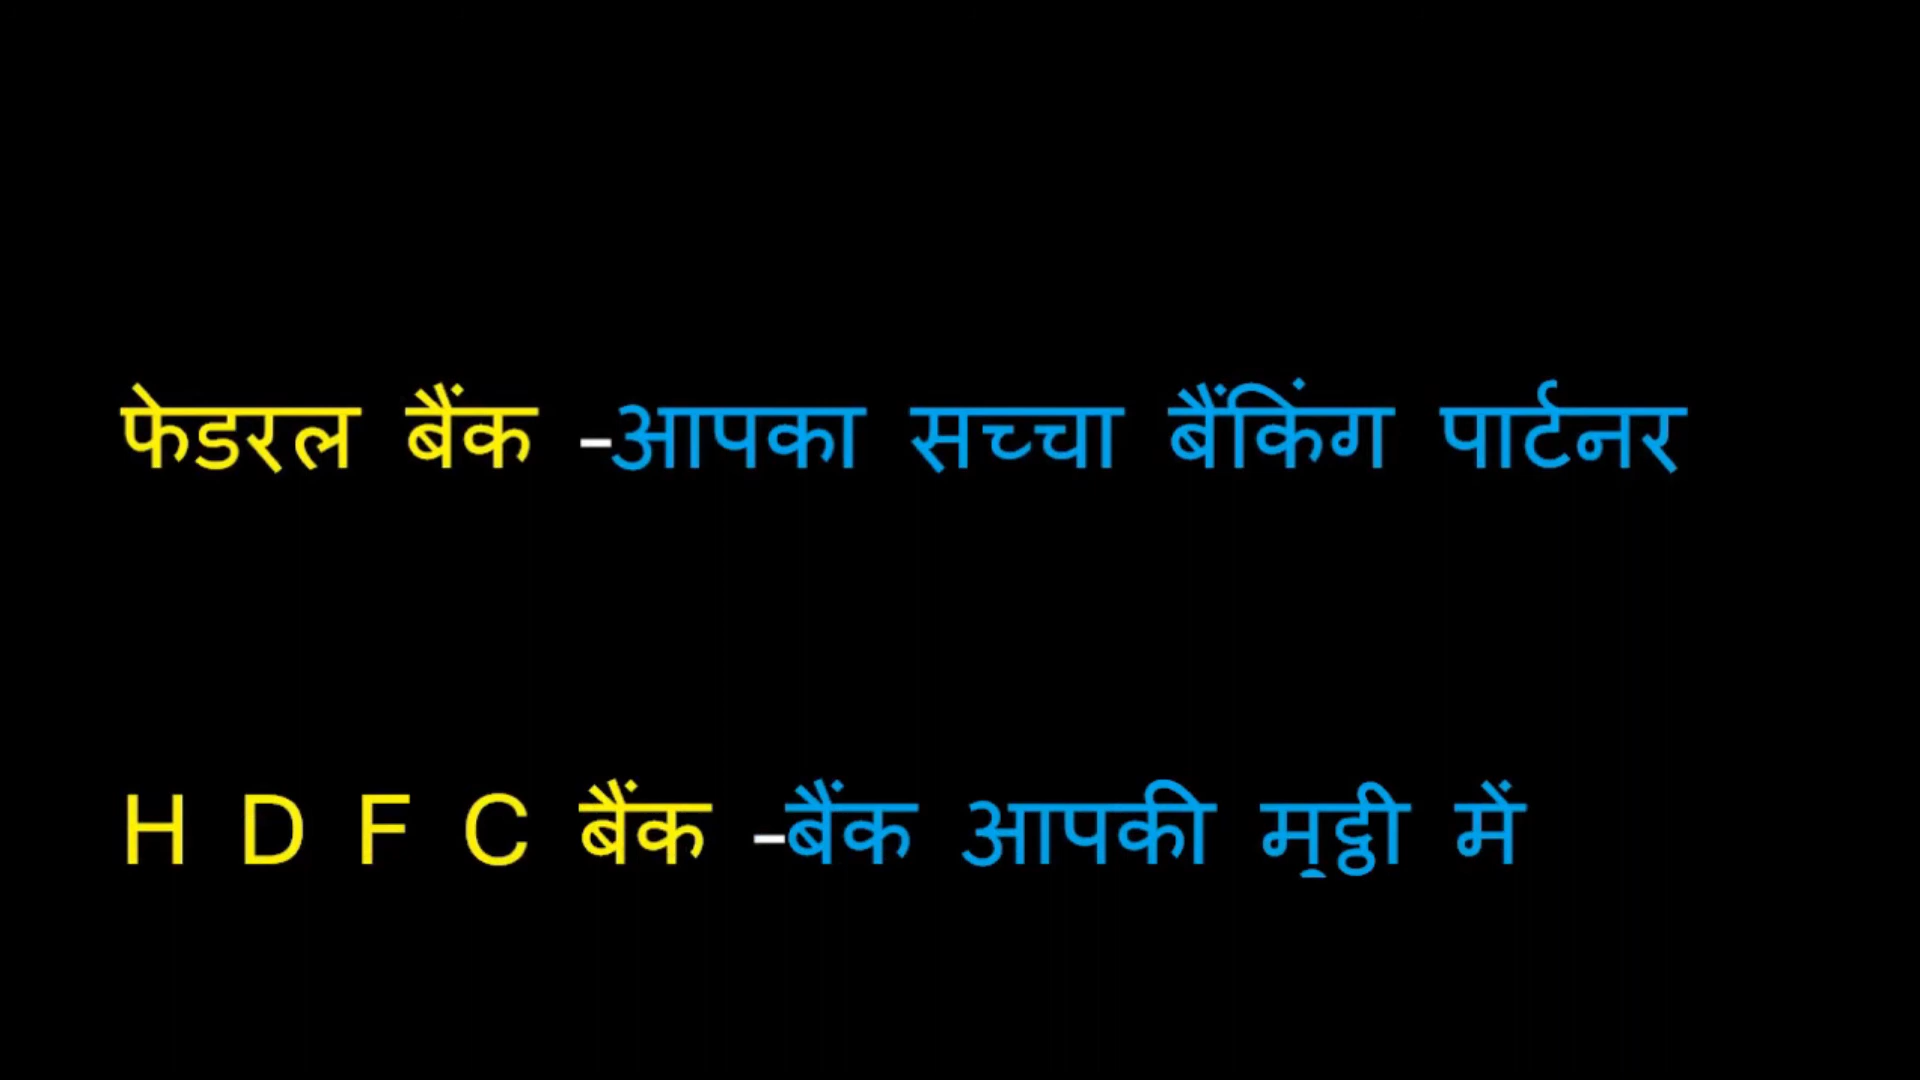 फेडरल बैंक -आपका सच्चा बैंकिंग पार्टनर
H D F C बैंक -बैंक आपकी मुट्ठी में